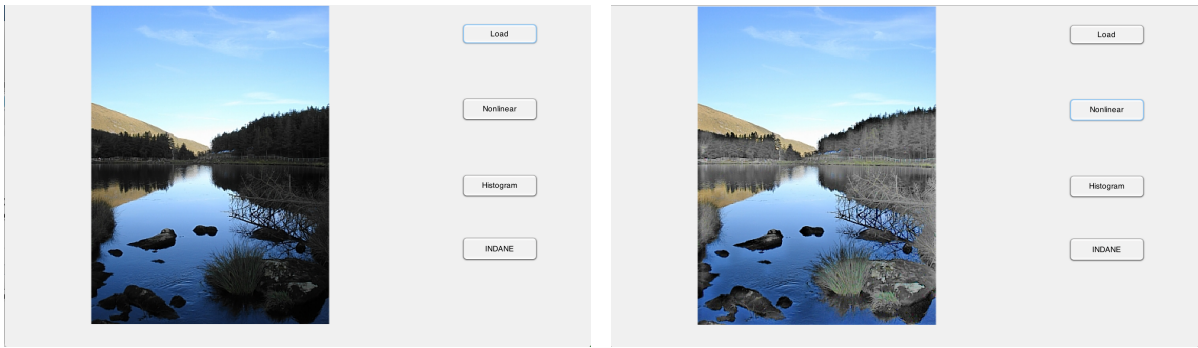 Load
Nonlinear
Histogram
INDANE
Load
Nonlinear
Histogram
INDANE